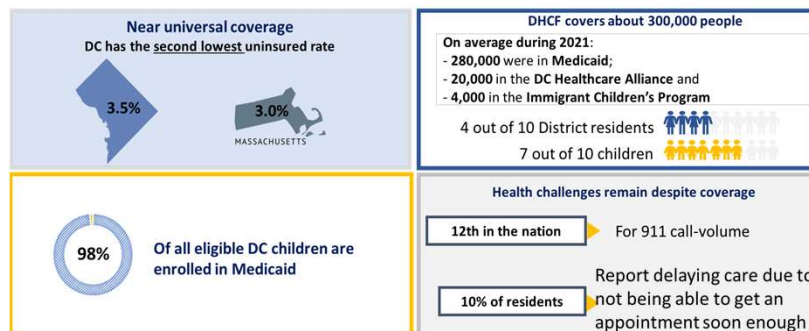 Near universal coverage
DC has the second lowest uninsured rate
3.5%
3.0%
MASSACHUSETTS
DHCF covers about 300,000 people
On average during 2021:
- 280,000 were in Medicaid;
- 20,000 in the DC Healthcare Alliance and
- 4,000 in the Immigrant Children's Program
4 out of 10 District residents
7 out of 10 children
98%
Of all eligible DC children are
enrolled in Medicaid
Health challenges remain despite coverage
12th in the nation
For 911 call-volume
10% of residents
Report delaying care due to
not being able to get an
appointment soon enough